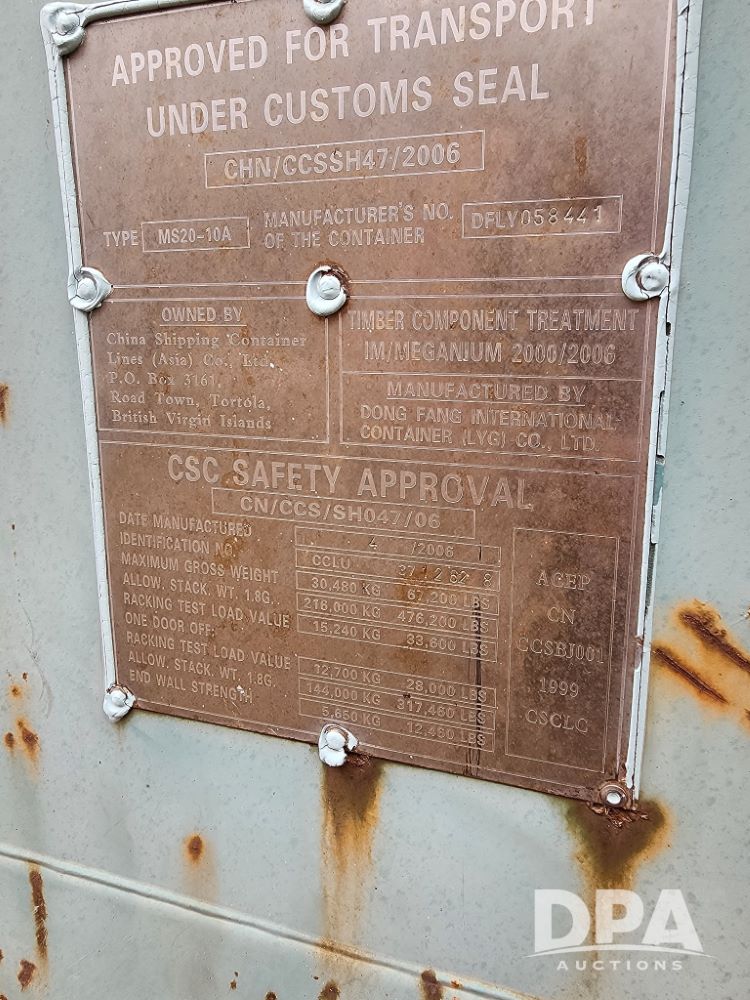 APPROVED FOR TRANSPORT
UNDER CUSTOMS SEAL
CHN/CCSSH47/2006
TYPE MS20-10A MANUFACTURER'S NO. OF THE CONTAINER DFLY058441
OWNED BY
China Shipping Container
Lines (Asia) Co., Ltd.
P.O. Box 3161,
Road Town, Tortola,
British Virgin Islands
TIMBER COMPONENT TREATMENT
IM/MEGANIUM 2000/2006
MANUFACTURED BY
DONG FANG INTERNATIONAL
CONTAINER (LYG) CO., LTD.
CSC SAFETY APPROVAL
CN/CCS/SH047/06
DATE MANUFACTURED 4 /2006
IDENTIFICATION NO. CCLU 371262 8
MAXIMUM GROSS WEIGHT 30,480 KG 67,200 LBS
ALLOW. STACK. WT. 1.8G. 216,000 KG 476,200 LBS
RACKING TEST LOAD VALUE 15,240 KG 33,600 LBS
ONE DOOR OFF:
RACKING TEST LOAD VALUE 12,700 KG 28,000 LBS
ALLOW. STACK. WT. 1.8G. 144,000 KG 317,460 LBS
END WALL STRENGTH 5,650 KG 12,460 LBS
ACEP
CN
CCSBJ001
1999
CSCLC
DPA
AUCTIONS